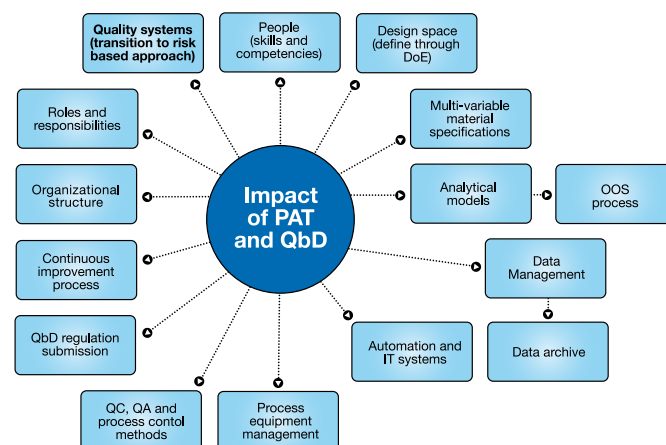 Quality systems
(transition to risk
based approach)
People
(skills and
competencies)
Design space
(define through
DoE)
Roles and
responsibilities
Multi-variable
material
specifications
Organizational
structure
Impact
of PAT
and QbD
Analytical
models
OOS
process
Continuous
improvement
process
Data
Management
QbD regulation
submission
Automation and
IT systems
Data archive
QC, QA and
process contol
methods
Process
equipment
management